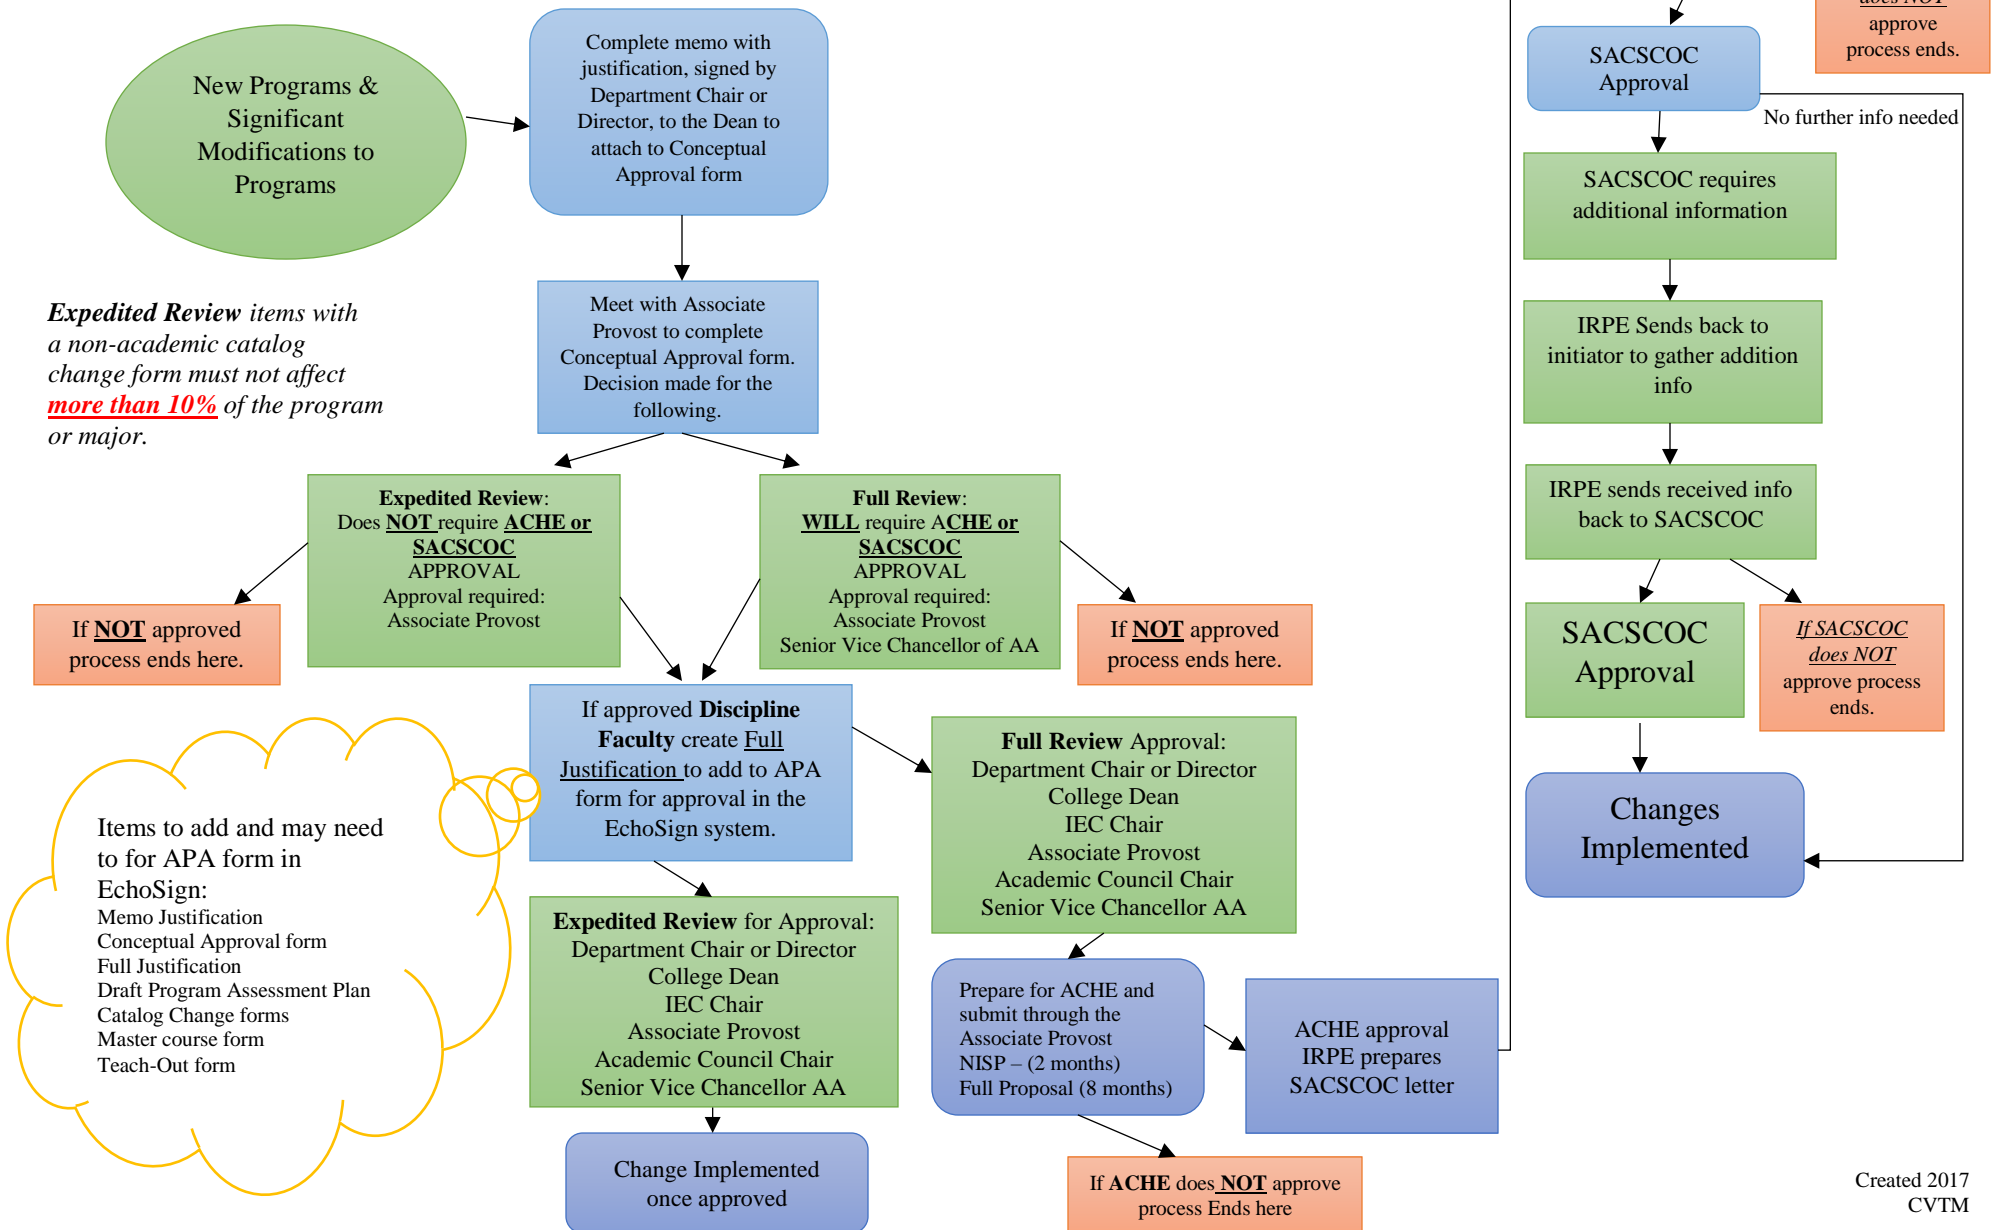 New Programs &
Significant
Modifications to
Programs
Complete memo with
justification, signed by
Department Chair or
Director, to the Dean to
attach to Conceptual
Approval form
Expedited Review items with
a non-academic catalog
change form must not affect
more than 10% of the program
or major.
Meet with Associate
Provost to complete
Conceptual Approval form.
Decision made for the
following.
Expedited Review:
Does NOT require ACHE or
SACSCOC
APPROVAL
Approval required:
Associate Provost
Full Review:
WILL require ACHE or
SACSCOC
APPROVAL
Approval required:
Associate Provost
Senior Vice Chancellor of AA
If NOT approved
process ends here.
If NOT approved
process ends here.
If approved Discipline
Faculty create Full
Justification to add to APA
form for approval in the
EchoSign system.
Items to add and may need
to for APA form in
EchoSign:
Memo Justification
Conceptual Approval form
Full Justification
Draft Program Assessment Plan
Catalog Change forms
Master course form
Teach-Out form
Expedited Review for Approval:
Department Chair or Director
College Dean
IEC Chair
Associate Provost
Academic Council Chair
Senior Vice Chancellor AA
Change Implemented
once approved
Full Review Approval:
Department Chair or Director
College Dean
IEC Chair
Associate Provost
Academic Council Chair
Senior Vice Chancellor AA
Prepare for ACHE and
submit through the
Associate Provost
NISP – (2 months)
Full Proposal (8 months)
If ACHE does NOT approve
process Ends here
ACHE approval
IRPE prepares
SACSCOC letter
does NOT
approve
process ends.
SACSCOC
Approval
No further info needed
SACSCOC requires
additional information
IRPE Sends back to
initiator to gather addition
info
IRPE sends received info
back to SACSCOC
SACSCOC
Approval
If SACSCOC
does NOT
approve process
ends.
Changes
Implemented
Created 2017
CVTM